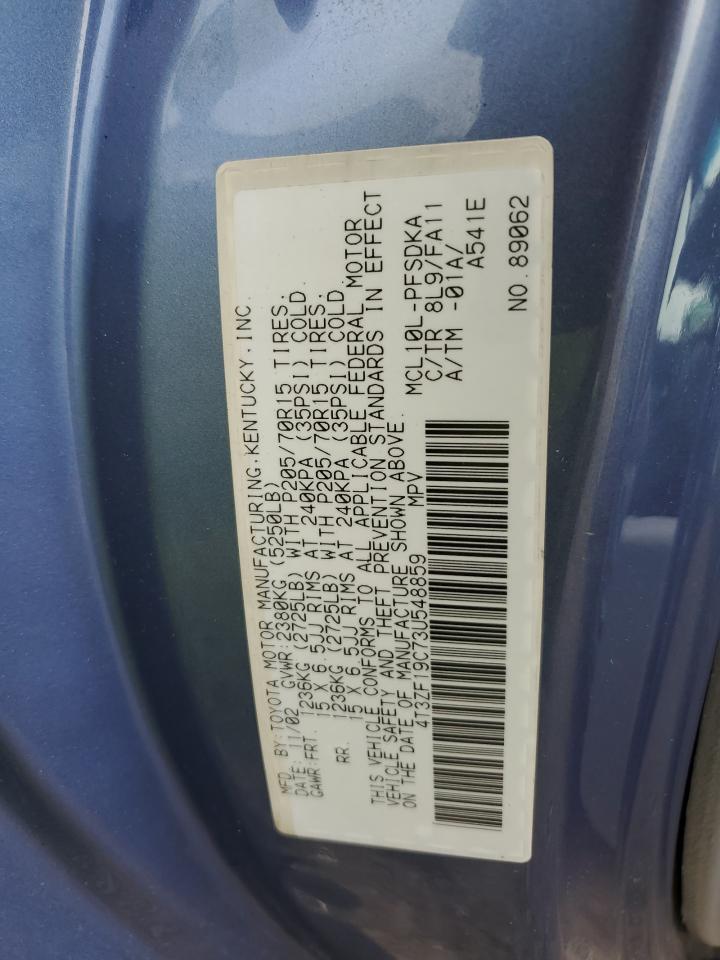 MFD. BY:TOYOTA MOTOR MANUFACTURING.KENTUCKY.INC.
DATE: 11/02 GVWR:2380KG (5250LB)
GAWR:FRT. 1236KG (2725LB) WITH P205/70R15 TIRES.
15 X 6.5JJ RIMS AT 240KPA (35PSI) COLD.
RR. 1236KG (2725LB) WITH P205/70R15 TIRES.
15 X 6.5JJ RIMS AT 240KPA (35PSI) COLD.
THIS VEHICLE CONFORMS TO ALL APPLICABLE FEDERAL MOTOR
VEHICLE SAFETY AND THEFT PREVENTION STANDARDS IN EFFECT
ON THE DATE OF MANUFACTURE SHOWN ABOVE.
4T3ZF19C73U548859 MPV
MCL10L-PFSDKA
C/TR 8L9/FA11
A/TM -01A/
A541E
NO.89062